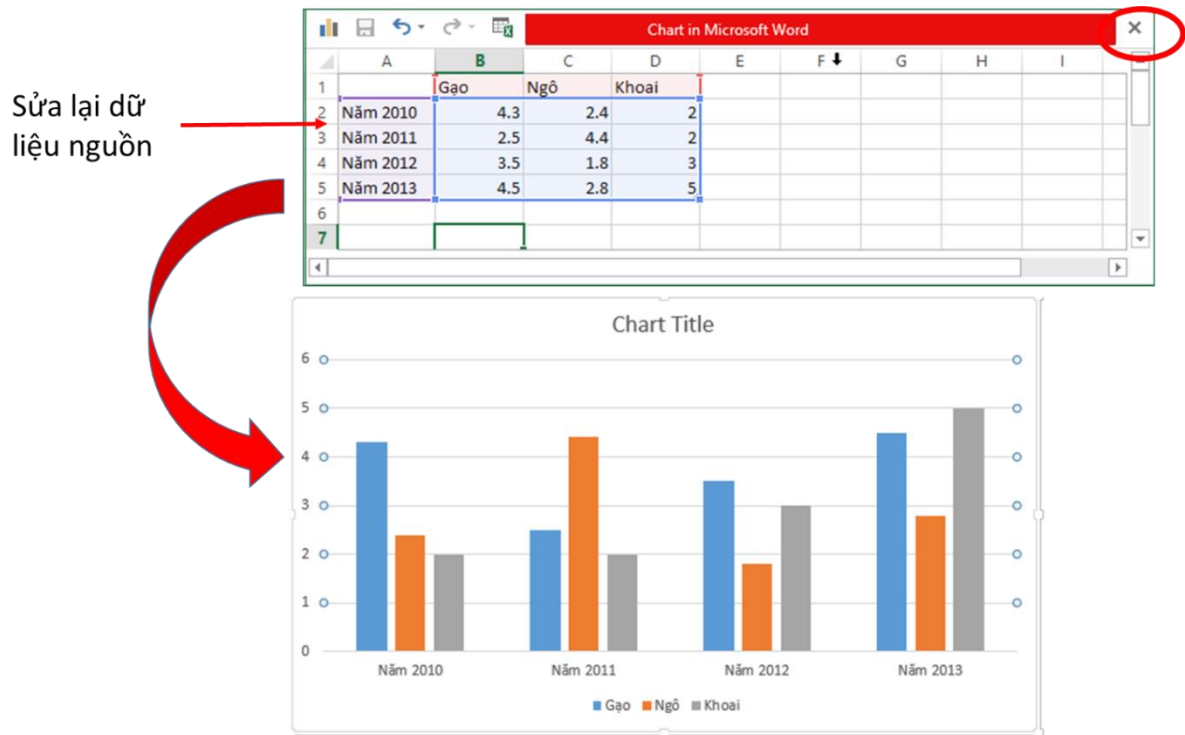 Chart in Microsoft Word
A B C D E F G H I
1 Gạo Ngô Khoai
2 Năm 2010 4.3 2.4 2
3 Năm 2011 2.5 4.4 2
4 Năm 2012 3.5 1.8 3
5 Năm 2013 4.5 2.8 5
6
7
Sửa lại dữ
liệu nguồn
Chart Title
6
5
4
3
2
1
0
Năm 2010 Năm 2011 Năm 2012 Năm 2013
Gạo Ngô Khoai